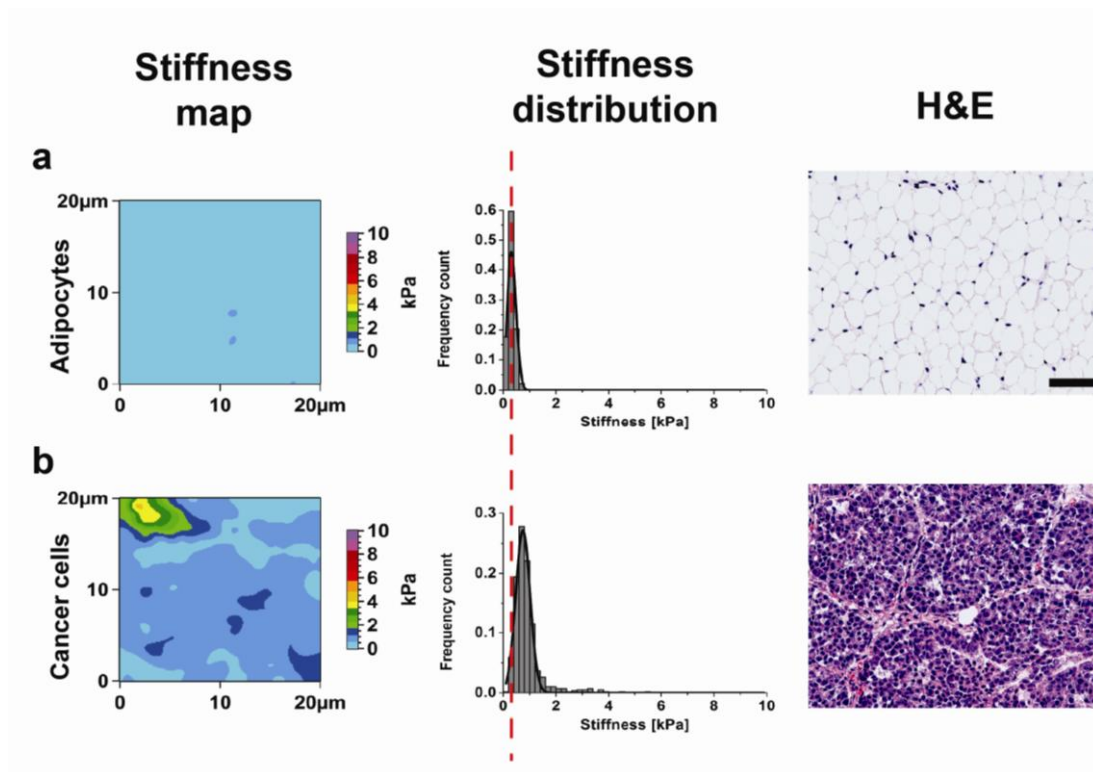 Stiffness
map
Stiffness
distribution
H&E
a
Adipocytes
20µm
10
0
0
10
20µm
10
8
6
4
2
0
kPa
Frequency count
0.6
0.5
0.4
0.3
0.2
0.1
0.0
0
2
4
6
8
10
Stiffness [kPa]
b
Cancer cells
20µm
10
0
0
10
20µm
10
8
6
4
2
0
kPa
Frequency count
0.3
0.2
0.1
0.0
0
2
4
6
8
10
Stiffness [kPa]